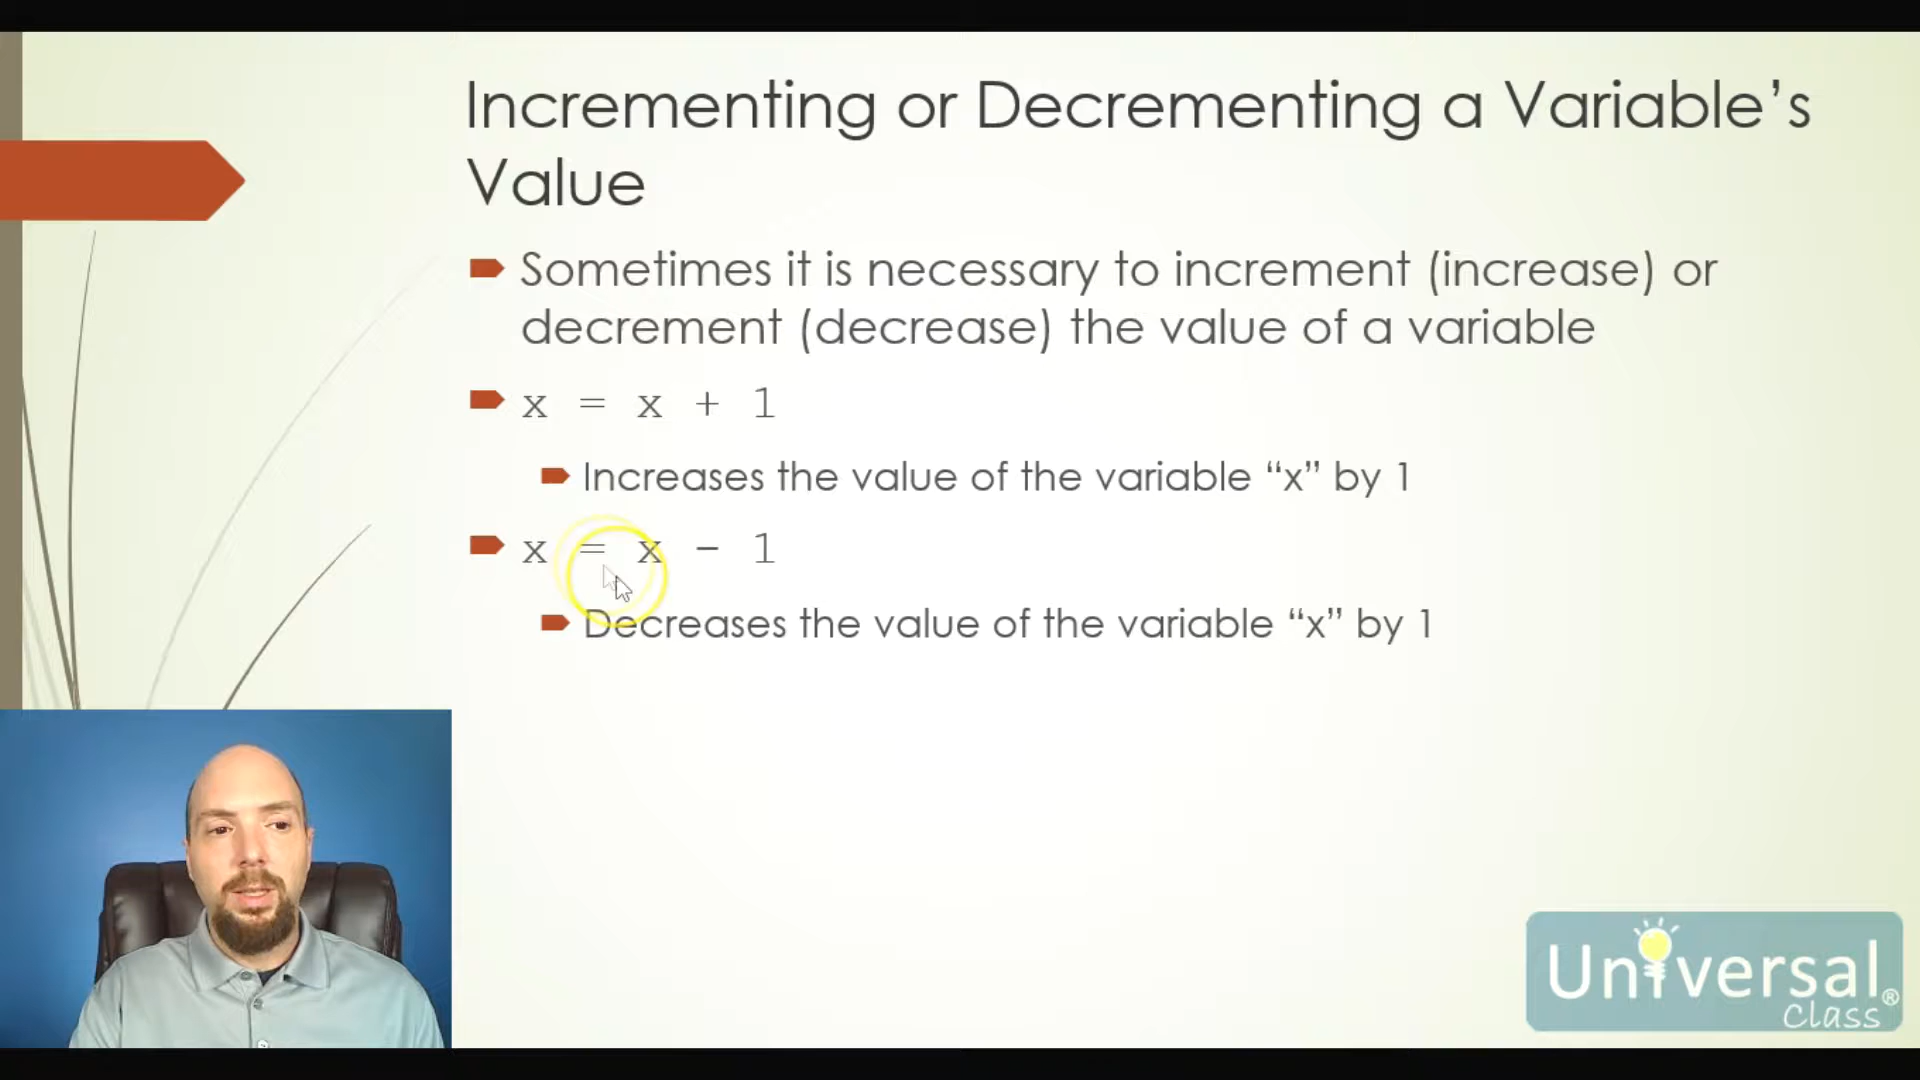 Incrementing or Decrementing a Variable’s
Value
Sometimes it is necessary to increment (increase) or
decrement (decrease) the value of a variable
x = x + 1
Increases the value of the variable “x” by 1
x = x - 1
Decreases the value of the variable “x” by 1
Universal®
Class